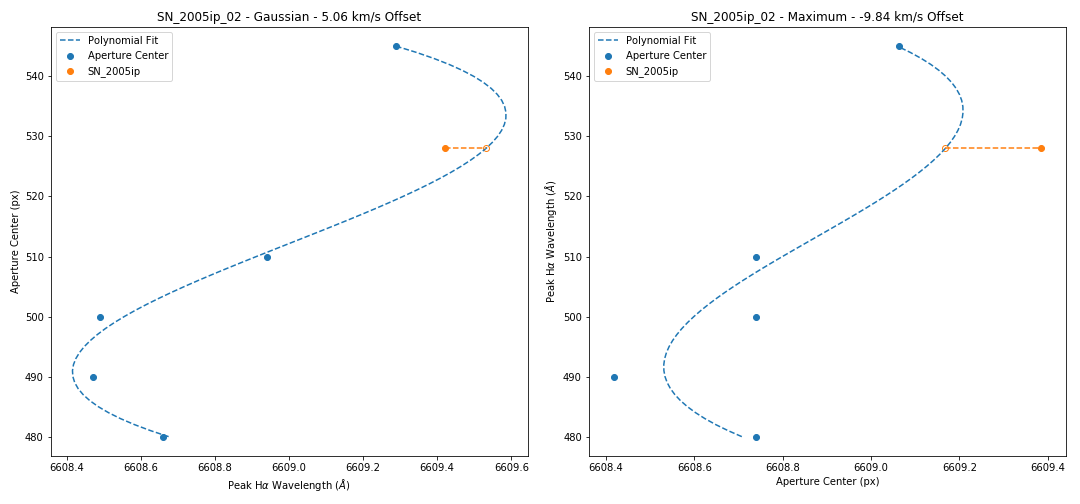 SN_2005ip_02 - Gaussian - 5.06 km/s Offset
Polynomial Fit
Aperture Center
SN_2005ip
540
530
520
510
500
490
480
Aperture Center (px)
6608.4 6608.6 6608.8 6609.0 6609.2 6609.4 6609.6
Peak Hα Wavelength (Å)
SN_2005ip_02 - Maximum - -9.84 km/s Offset
Polynomial Fit
Aperture Center
SN_2005ip
540
530
520
510
500
490
480
Peak Hα Wavelength (Å)
6608.4 6608.6 6608.8 6609.0 6609.2 6609.4
Aperture Center (px)